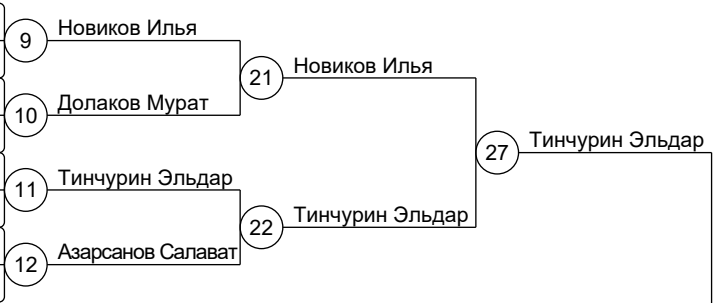 9 Новиков Илья
21 Новиков Илья
10 Долаков Мурат
27 Тинчурин Эльдар
11 Тинчурин Эльдар
22 Тинчурин Эльдар
12 Азарсанов Салават